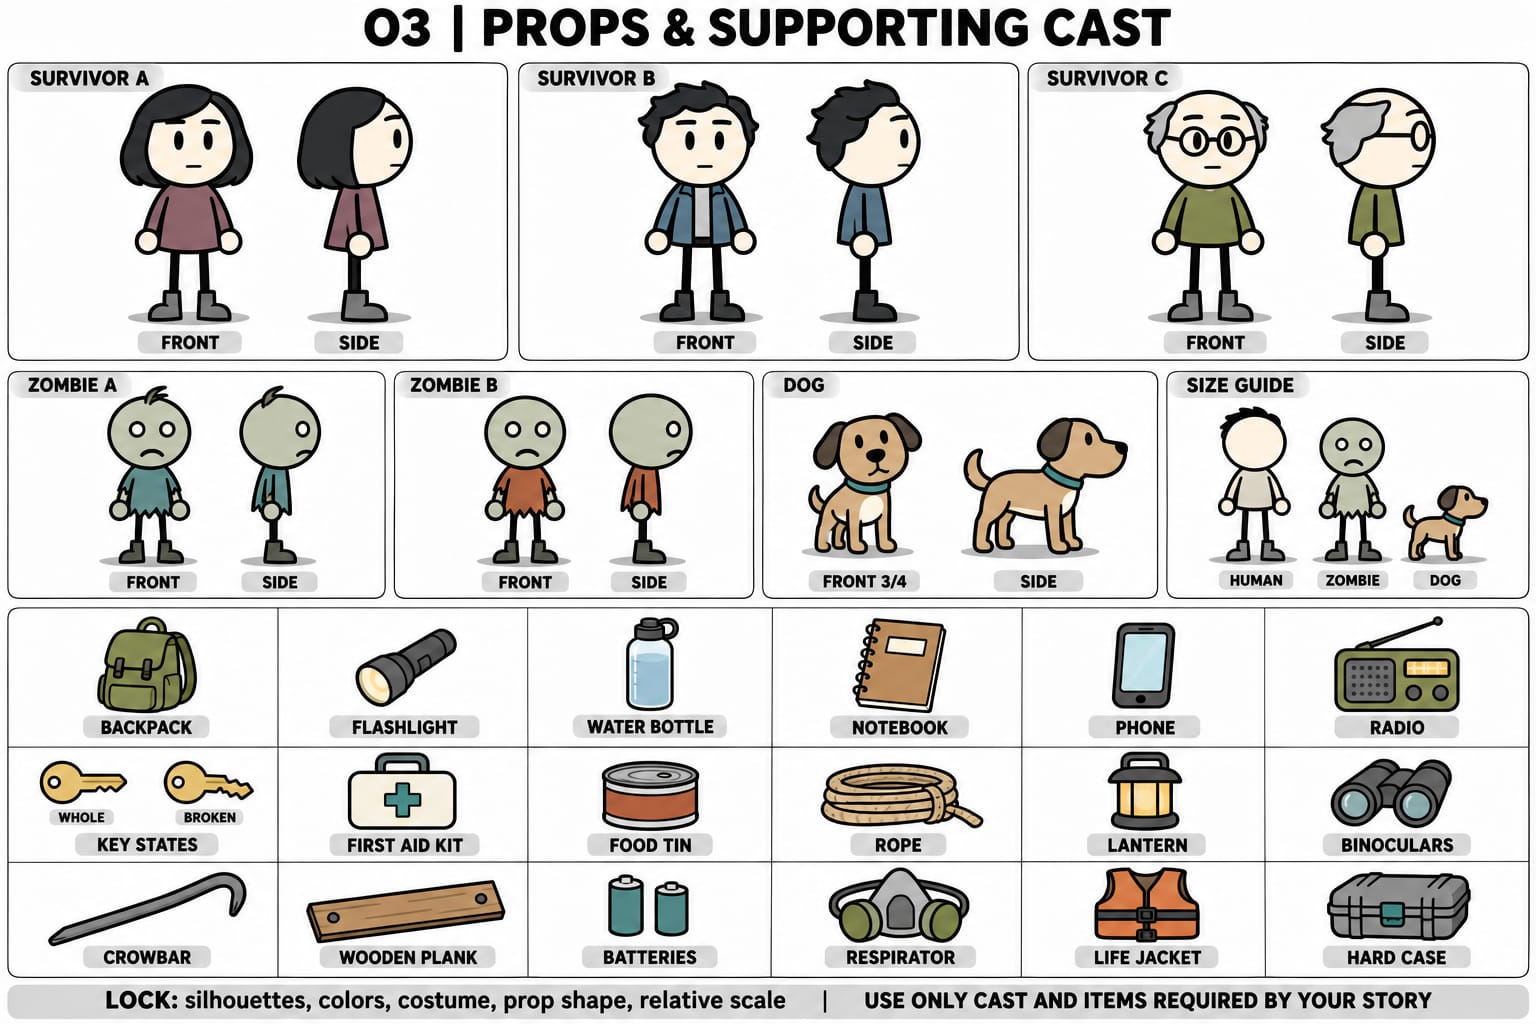 03 | PROPS & SUPPORTING CAST
SURVIVOR A
FRONT
SIDE
SURVIVOR B
FRONT
SIDE
SURVIVOR C
FRONT
SIDE
ZOMBIE A
FRONT
SIDE
ZOMBIE B
FRONT
SIDE
DOG
FRONT 3/4
SIDE
SIZE GUIDE
HUMAN
ZOMBIE
DOG
BACKPACK
FLASHLIGHT
WATER BOTTLE
NOTEBOOK
PHONE
RADIO
WHOLE
BROKEN
KEY STATES
FIRST AID KIT
FOOD TIN
ROPE
LANTERN
BINOCULARS
CROWBAR
WOODEN PLANK
BATTERIES
RESPIRATOR
LIFE JACKET
HARD CASE
LOCK: silhouettes, colors, costume, prop shape, relative scale | USE ONLY CAST AND ITEMS REQUIRED BY YOUR STORY